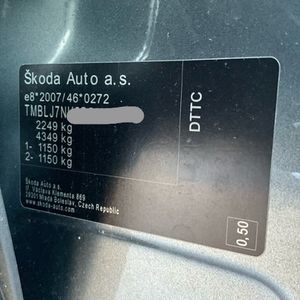 Škoda Auto a.s.
e8*2007/46*0272
TMBLJ7N
2249 kg
4349 kg
1- 1150 kg
2- 1150 kg
DTTC
Škoda Auto a.s.
tř. Václava Klementa 869
29301 Mladá Boleslav, Czech Republic
www.skoda-auto.com
0,50